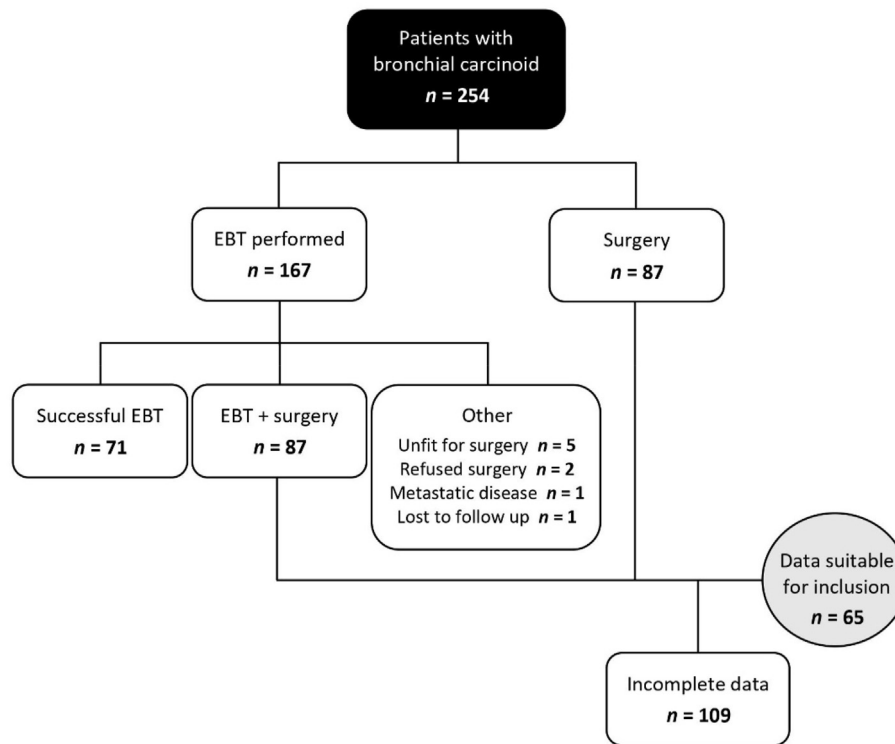 Patients with
bronchial carcinoid
n = 254
EBT performed
n = 167
Surgery
n = 87
Successful EBT
n = 71
EBT + surgery
n = 87
Other
Unfit for surgery n = 5
Refused surgery n = 2
Metastatic disease n = 1
Lost to follow up n = 1
Data suitable
for inclusion
n = 65
Incomplete data
n = 109